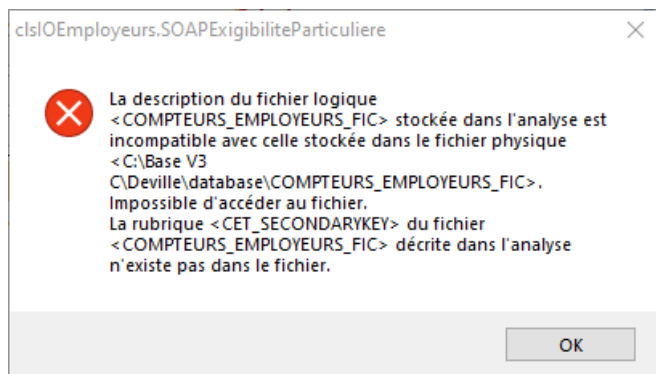 clsIOEmployeurs.SOAPExigibiliteParticuliere
La description du fichier logique
<COMPTEURS_EMPLOYEURS_FIC> stockée dans l'analyse est
incompatible avec celle stockée dans le fichier physique
<C:\Base V3
C\Deville\database\COMPTEURS_EMPLOYEURS_FIC>.
Impossible d'accéder au fichier.
La rubrique <CET_SECONDARYKEY> du fichier
<COMPTEURS_EMPLOYEURS_FIC> décrite dans l'analyse
n'existe pas dans le fichier.
OK